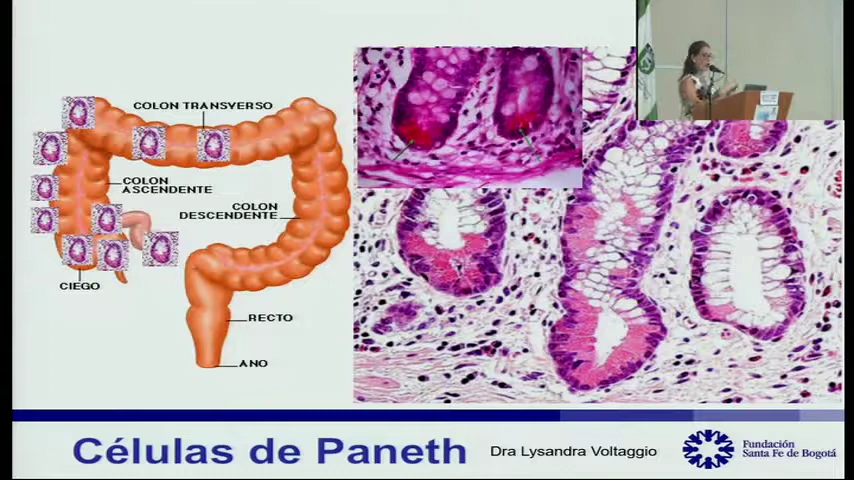 COLON TRANSVERSO
COLON
ASCENDENTE
COLON
DESCENDENTE
CIEGO
RECTO
ANO
Células de Paneth
Dra Lysandra Voltaggio
Fundación
Santa Fe de Bogotá